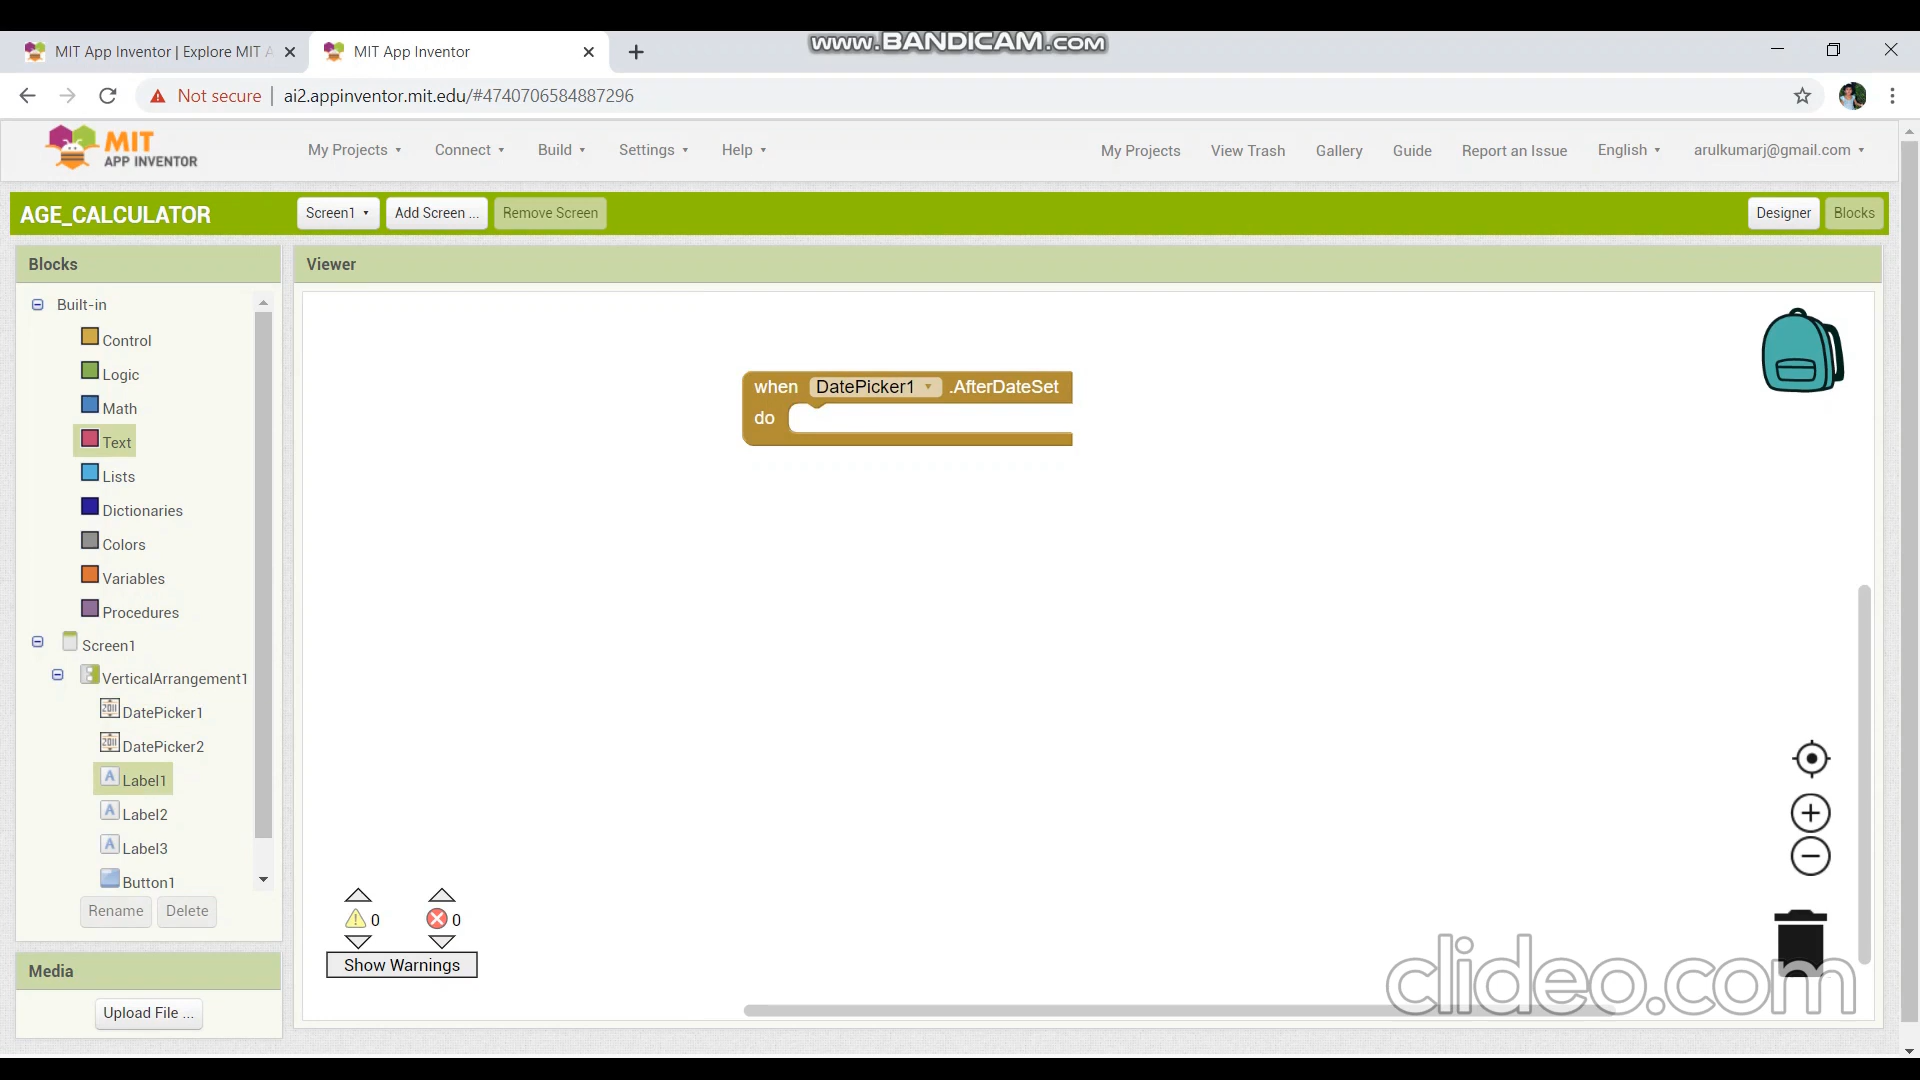 www.BANDICAM.com
MIT App Inventor | Explore MIT A
MIT App Inventor
Not secure
ai2.appinventor.mit.edu/#4740706584887296
MIT
APP INVENTOR
My Projects
Connect
Build
Settings
Help
My Projects
View Trash
Gallery
Guide
Report an Issue
English
arulkumarj@gmail.com
AGE_CALCULATOR
Screen1
Add Screen ...
Remove Screen
Designer
Blocks
Blocks
Built-in
Control
Logic
Math
Text
Lists
Dictionaries
Colors
Variables
Procedures
Screen1
VerticalArrangement1
DatePicker1
DatePicker2
Label1
Label2
Label3
Button1
Rename
Delete
Media
Upload File ...
Viewer
when DatePicker1 .AfterDateSet
do
0
0
Show Warnings
clideo.com